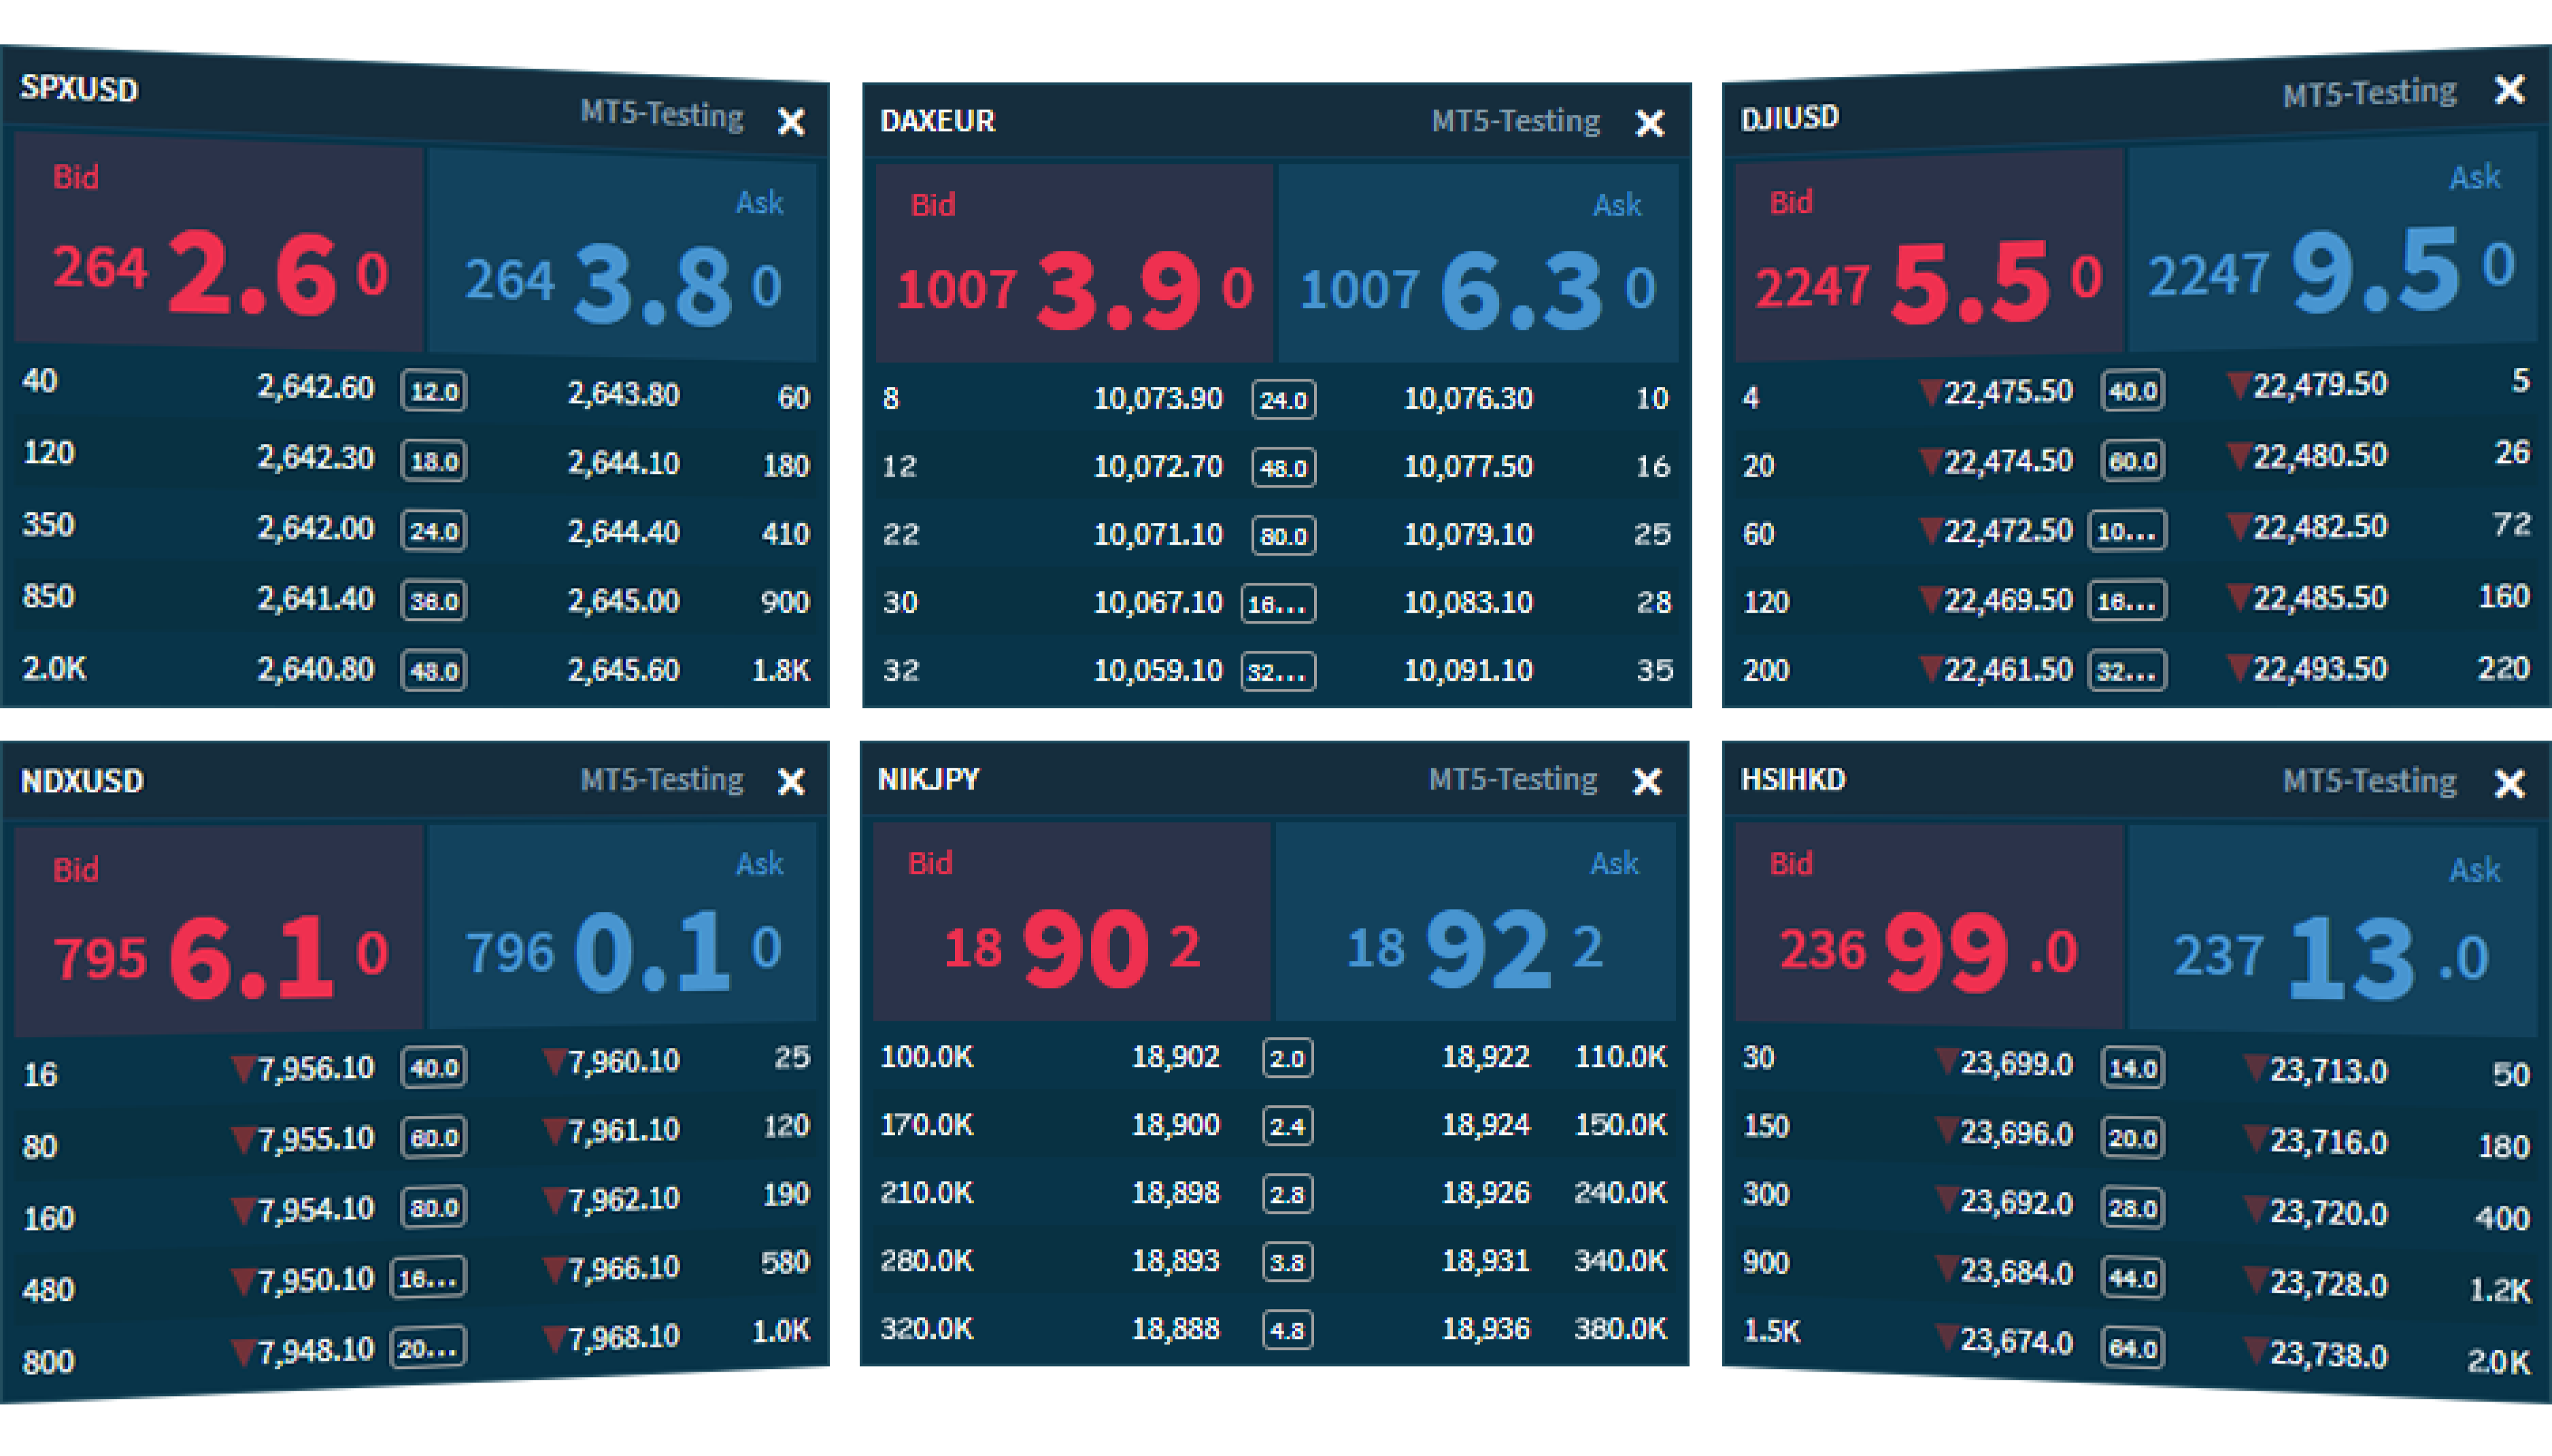 SPXUSD MT5-Testing ×
Bid Ask
264 2.6 0 264 3.8 0
40 2,642.60 12.0 2,643.80 60
120 2,642.30 18.0 2,644.10 180
350 2,642.00 24.0 2,644.40 410
850 2,641.40 36.0 2,645.00 900
2.0K 2,640.80 48.0 2,645.60 1.8K
DAXEUR MT5-Testing ×
Bid Ask
1007 3.9 0 1007 6.3 0
8 10,073.90 24.0 10,076.30 10
12 10,072.70 48.0 10,077.50 16
22 10,071.10 80.0 10,079.10 25
30 10,067.10 16... 10,083.10 28
32 10,059.10 32... 10,091.10 35
DJIUSD MT5-Testing ×
Bid Ask
2247 5.5 0 2247 9.5 0
4 ▼22,475.50 40.0 ▼22,479.50 5
20 ▼22,474.50 60.0 ▼22,480.50 26
60 ▼22,472.50 10... ▼22,482.50 72
120 ▼22,469.50 16... ▼22,485.50 160
200 ▼22,461.50 32... ▼22,493.50 220
NDXUSD MT5-Testing ×
Bid Ask
795 6.1 0 796 0.1 0
16 ▼7,956.10 40.0 ▼7,960.10 25
80 ▼7,955.10 60.0 ▼7,961.10 120
160 ▼7,954.10 80.0 ▼7,962.10 190
480 ▼7,950.10 16... ▼7,966.10 580
800 ▼7,948.10 20... ▼7,968.10 1.0K
NIKJPY MT5-Testing ×
Bid Ask
18 90 2 18 92 2
100.0K 18,902 2.0 18,922 110.0K
170.0K 18,900 2.4 18,924 150.0K
210.0K 18,898 2.8 18,926 240.0K
280.0K 18,893 3.8 18,931 340.0K
320.0K 18,888 4.8 18,936 380.0K
HSIHKD MT5-Testing ×
Bid Ask
236 99 .0 237 13 .0
30 ▼23,699.0 14.0 ▼23,713.0 50
150 ▼23,696.0 20.0 ▼23,716.0 180
300 ▼23,692.0 28.0 ▼23,720.0 400
900 ▼23,684.0 44.0 ▼23,728.0 1.2K
1.5K ▼23,674.0 64.0 ▼23,738.0 2.0K